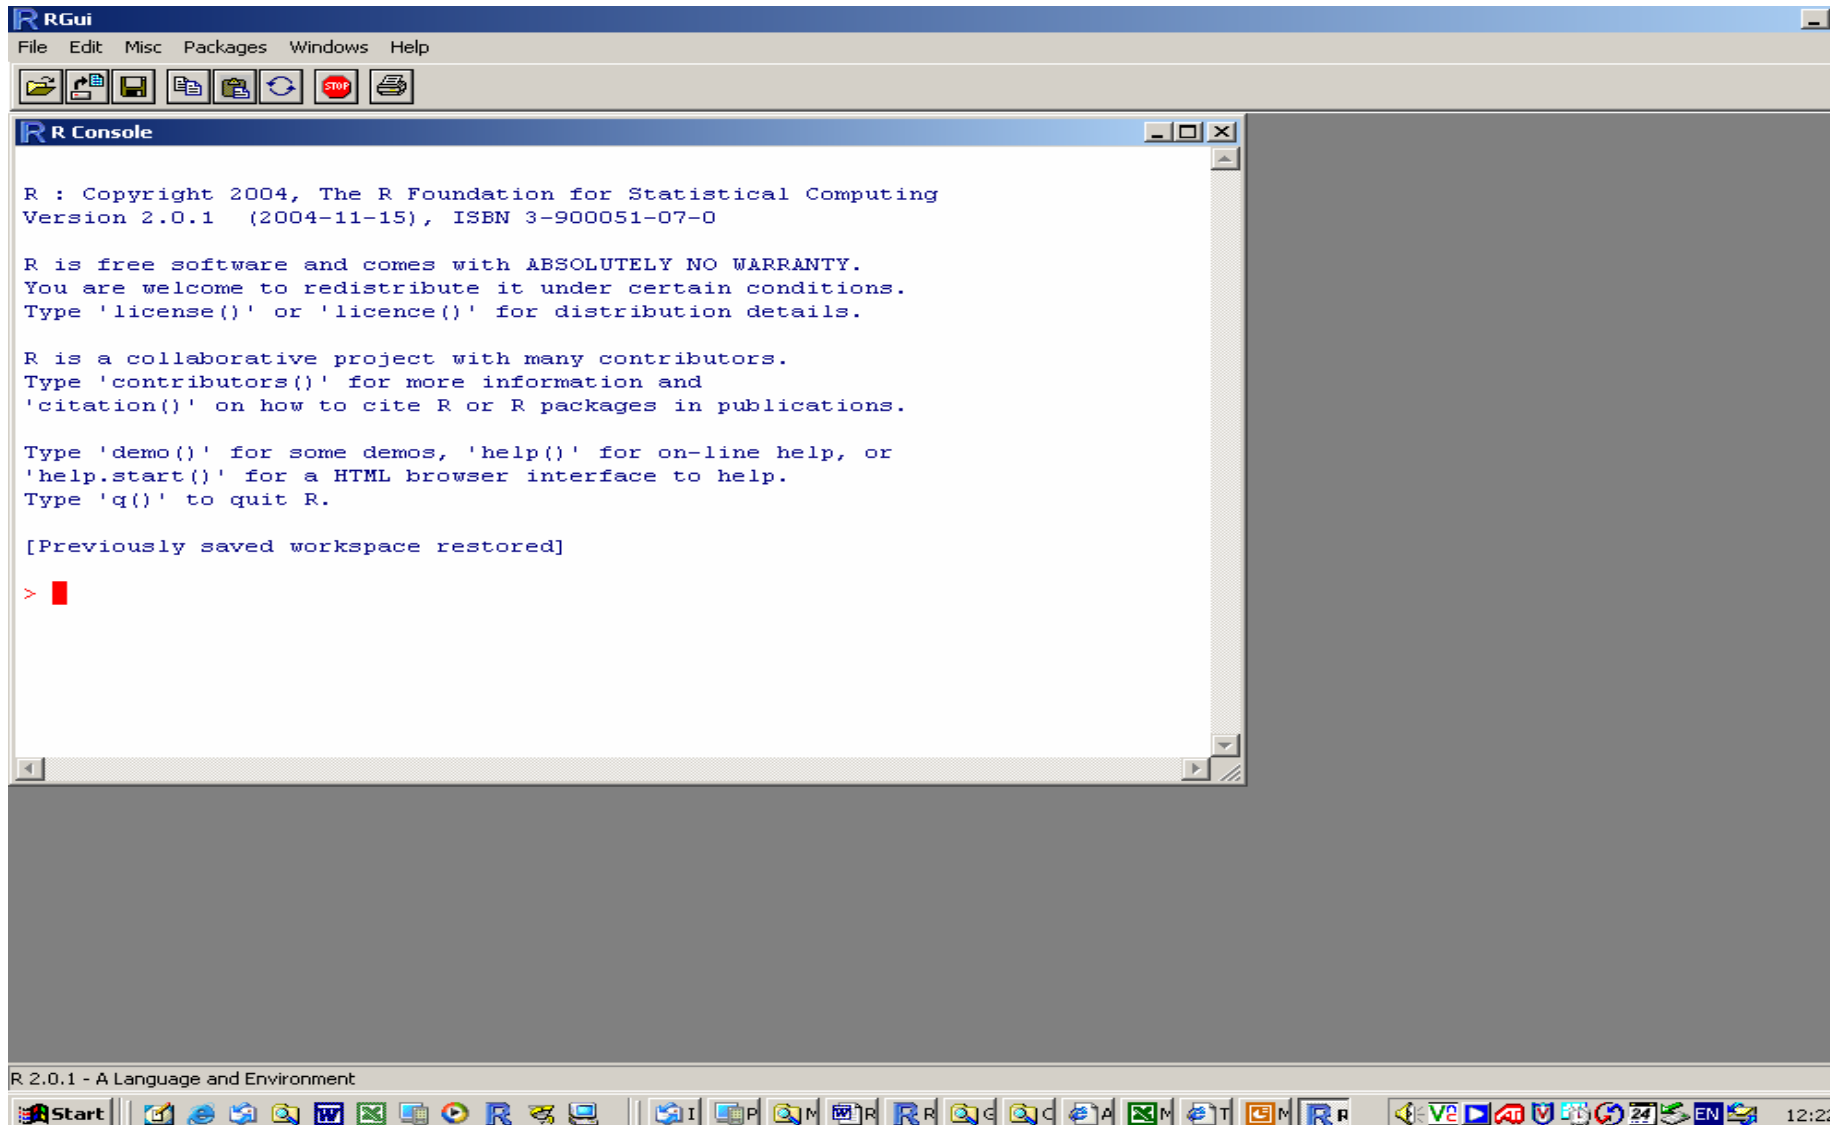 RGui
File Edit Misc Packages Windows Help
STOP
R Console
R : Copyright 2004, The R Foundation for Statistical Computing
Version 2.0.1  (2004-11-15), ISBN 3-900051-07-0
R is free software and comes with ABSOLUTELY NO WARRANTY.
You are welcome to redistribute it under certain conditions.
Type 'license()' or 'licence()' for distribution details.
R is a collaborative project with many contributors.
Type 'contributors()' for more information and
'citation()' on how to cite R or R packages in publications.
Type 'demo()' for some demos, 'help()' for on-line help, or
'help.start()' for a HTML browser interface to help.
Type 'q()' to quit R.
[Previously saved workspace restored]
>
R 2.0.1 - A Language and Environment
Start I P M R R A M T M R 24 EN 12:22